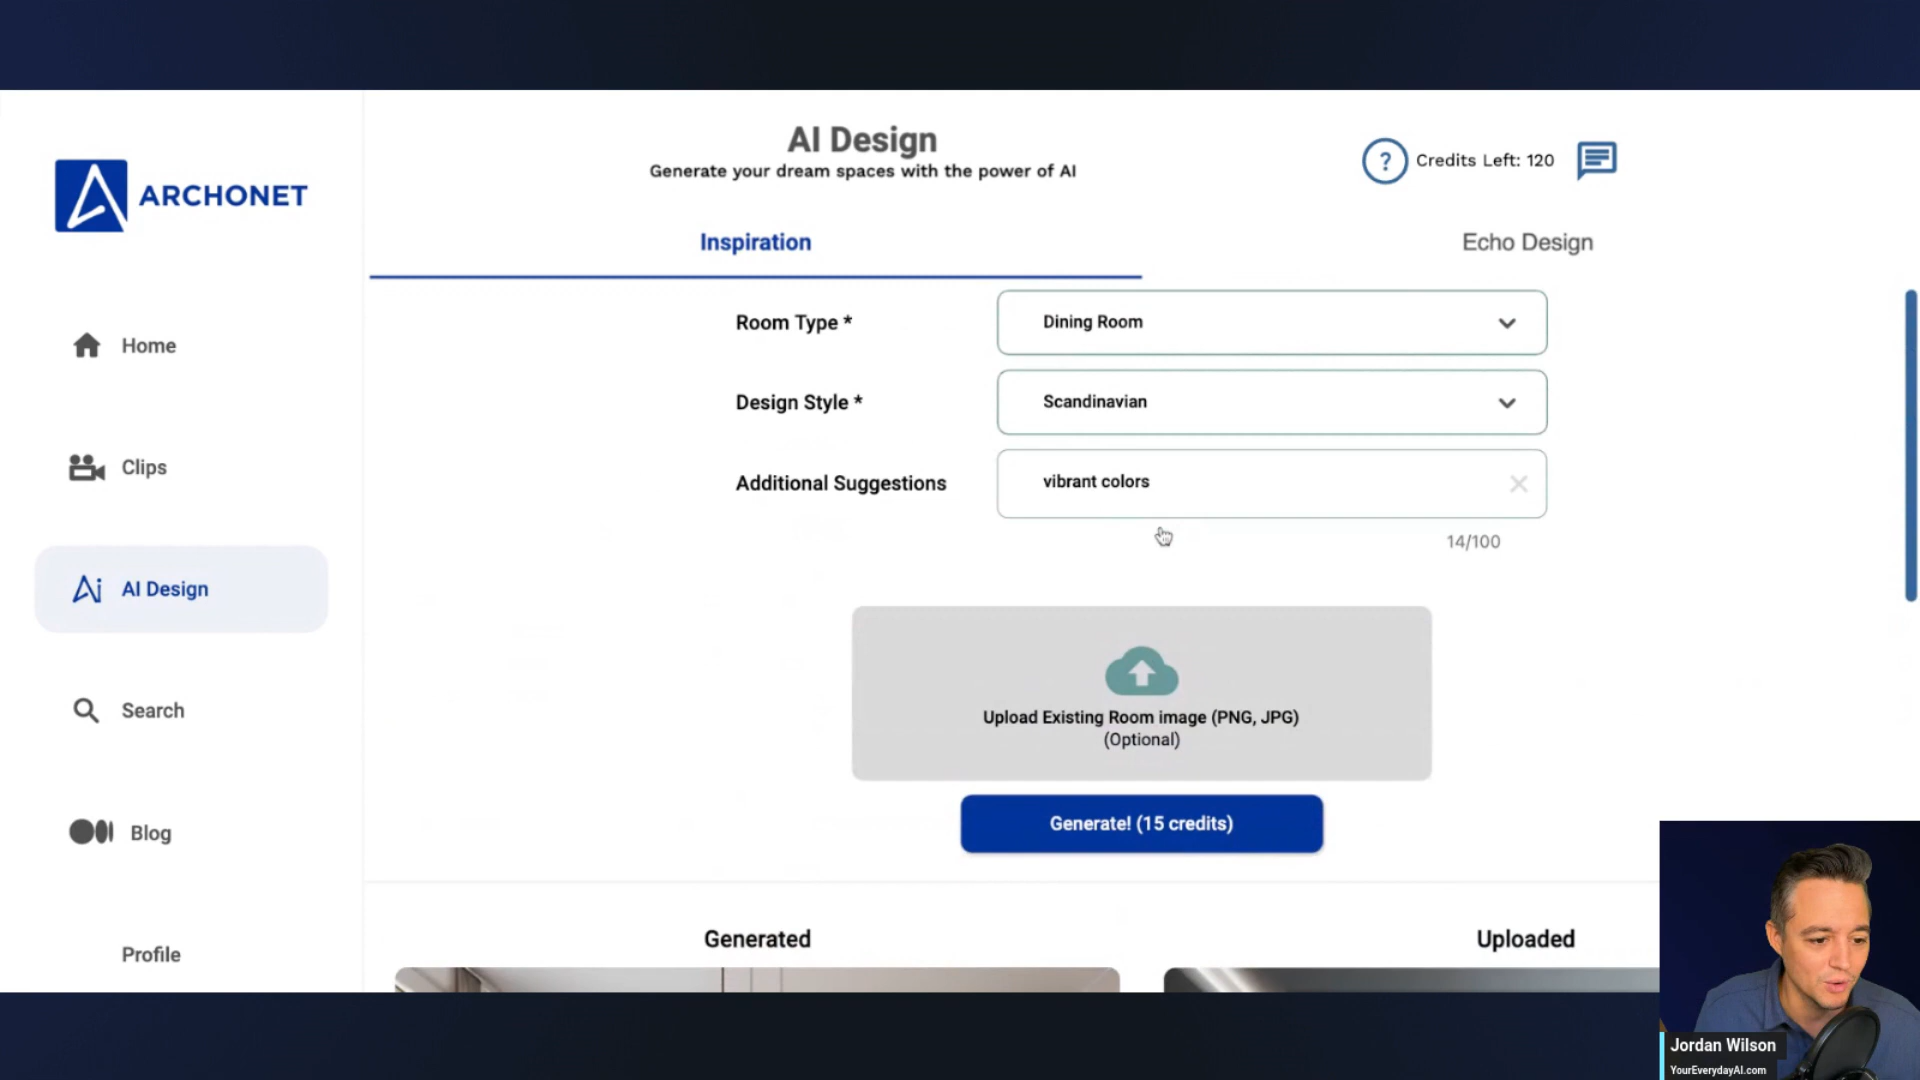 ARCHONET
Home
Clips
AI Design
Search
Blog
Profile
AI Design
Generate your dream spaces with the power of AI
? Credits Left: 120
Inspiration
Echo Design
Room Type *
Dining Room
Design Style *
Scandinavian
Additional Suggestions
vibrant colors
14/100
Upload Existing Room image (PNG, JPG)
(Optional)
Generate! (15 credits)
Generated
Uploaded
Jordan Wilson
YourEverydayAI.com